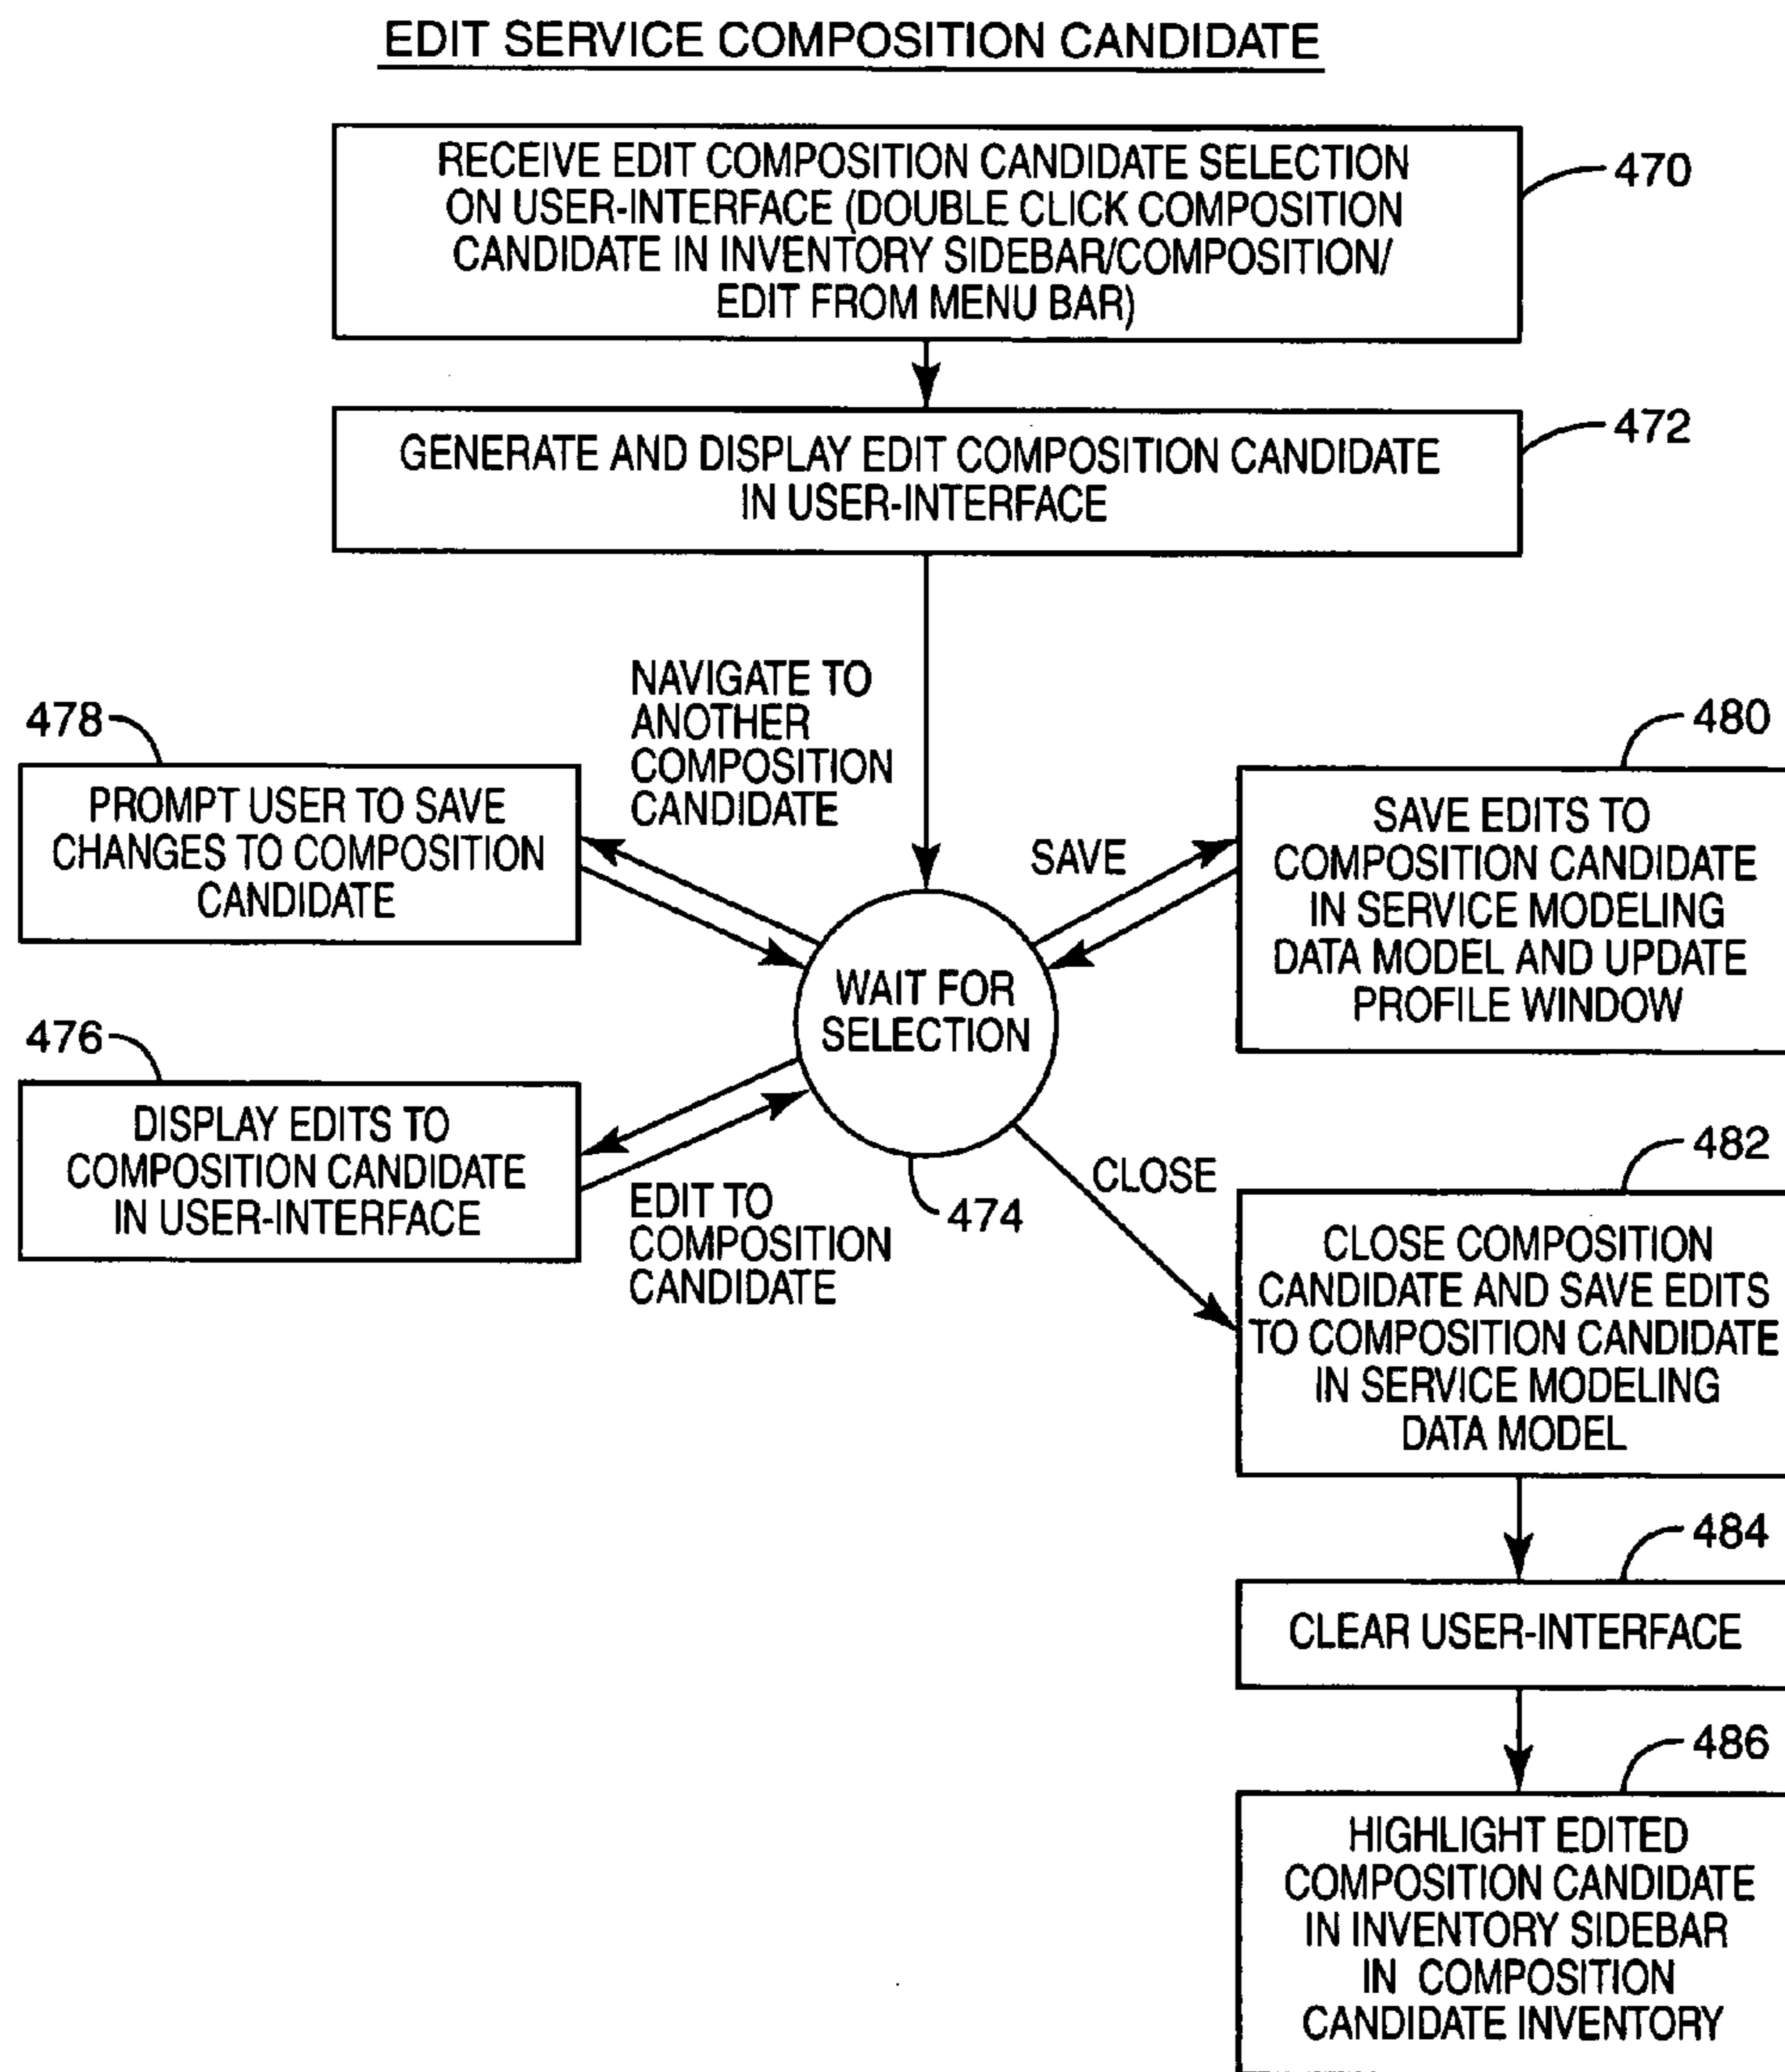 EDIT SERVICE COMPOSITION CANDIDATE
RECEIVE EDIT COMPOSITION CANDIDATE SELECTION
ON USER-INTERFACE (DOUBLE CLICK COMPOSITION
CANDIDATE IN INVENTORY SIDEBAR/COMPOSITION/
EDIT FROM MENU BAR)
470
GENERATE AND DISPLAY EDIT COMPOSITION CANDIDATE
IN USER-INTERFACE
472
NAVIGATE TO
ANOTHER
COMPOSITION
CANDIDATE
478
PROMPT USER TO SAVE
CHANGES TO COMPOSITION
CANDIDATE
SAVE
480
SAVE EDITS TO
COMPOSITION CANDIDATE
IN SERVICE MODELING
DATA MODEL AND UPDATE
PROFILE WINDOW
WAIT FOR
SELECTION
474
476
DISPLAY EDITS TO
COMPOSITION CANDIDATE
IN USER-INTERFACE
EDIT TO
COMPOSITION
CANDIDATE
CLOSE
482
CLOSE COMPOSITION
CANDIDATE AND SAVE EDITS
TO COMPOSITION CANDIDATE
IN SERVICE MODELING
DATA MODEL
484
CLEAR USER-INTERFACE
486
HIGHLIGHT EDITED
COMPOSITION CANDIDATE
IN INVENTORY SIDEBAR
IN COMPOSITION
CANDIDATE INVENTORY